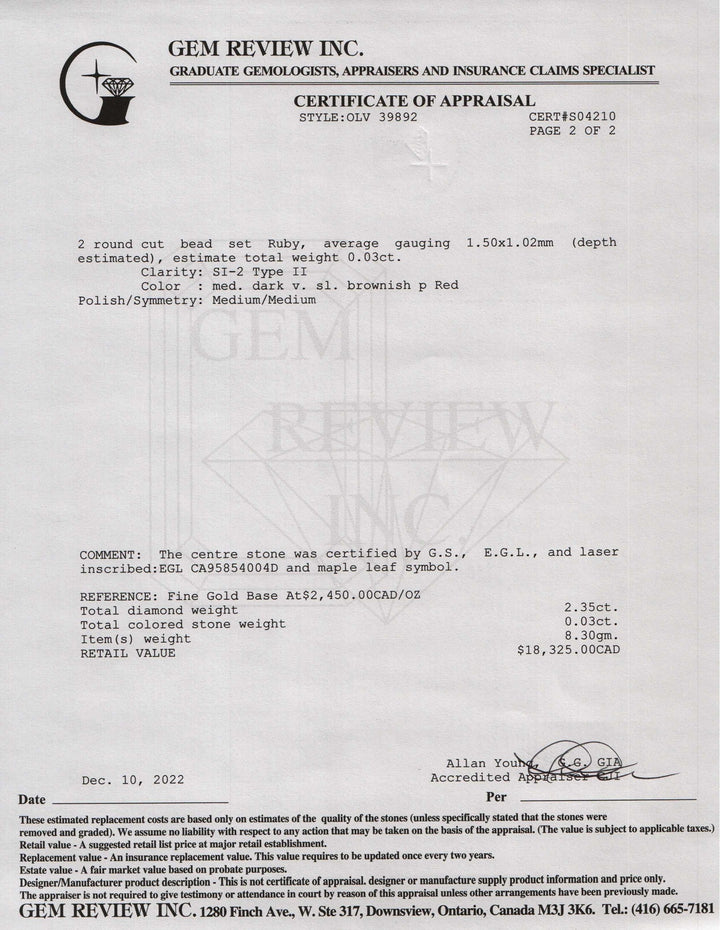 GEM REVIEW INC.
GRADUATE GEMOLOGISTS, APPRAISERS AND INSURANCE CLAIMS SPECIALIST
CERTIFICATE OF APPRAISAL
STYLE:OLV 39892 CERT#S04210
PAGE 2 OF 2
2 round cut bead set Ruby, average gauging 1.50x1.02mm (depth
estimated), estimate total weight 0.03ct.
Clarity: SI-2 Type II
Color : med. dark v. sl. brownish p Red
Polish/Symmetry: Medium/Medium
GEM
REVIEW
INC.
COMMENT: The centre stone was certified by G.S., E.G.L., and laser
inscribed:EGL CA95854004D and maple leaf symbol.
REFERENCE: Fine Gold Base At$2,450.00CAD/OZ
Total diamond weight 2.35ct.
Total colored stone weight 0.03ct.
Item(s) weight 8.30gm.
RETAIL VALUE $18,325.00CAD
Allan Young, G.G. GIA
Dec. 10, 2022 Accredited Appraiser CJI
Date Per
These estimated replacement costs are based only on estimates of the quality of the stones (unless specifically stated that the stones were
removed and graded). We assume no liability with respect to any action that may be taken on the basis of the appraisal. (The value is subject to applicable taxes.)
Retail value - A suggested retail list price at major retail establishment.
Replacement value - An insurance replacement value. This value requires to be updated once every two years.
Estate value - A fair market value based on probate purposes.
Designer/Manufacturer product description - This is not certificate of appraisal. designer or manufacture supply product information and price only.
The appraiser is not required to give testimony or attendance in court by reason of this appraisal unless other arrangements have been previously made.
GEM REVIEW INC. 1280 Finch Ave., W. Ste 317, Downsview, Ontario, Canada M3J 3K6. Tel.: (416) 665-7181